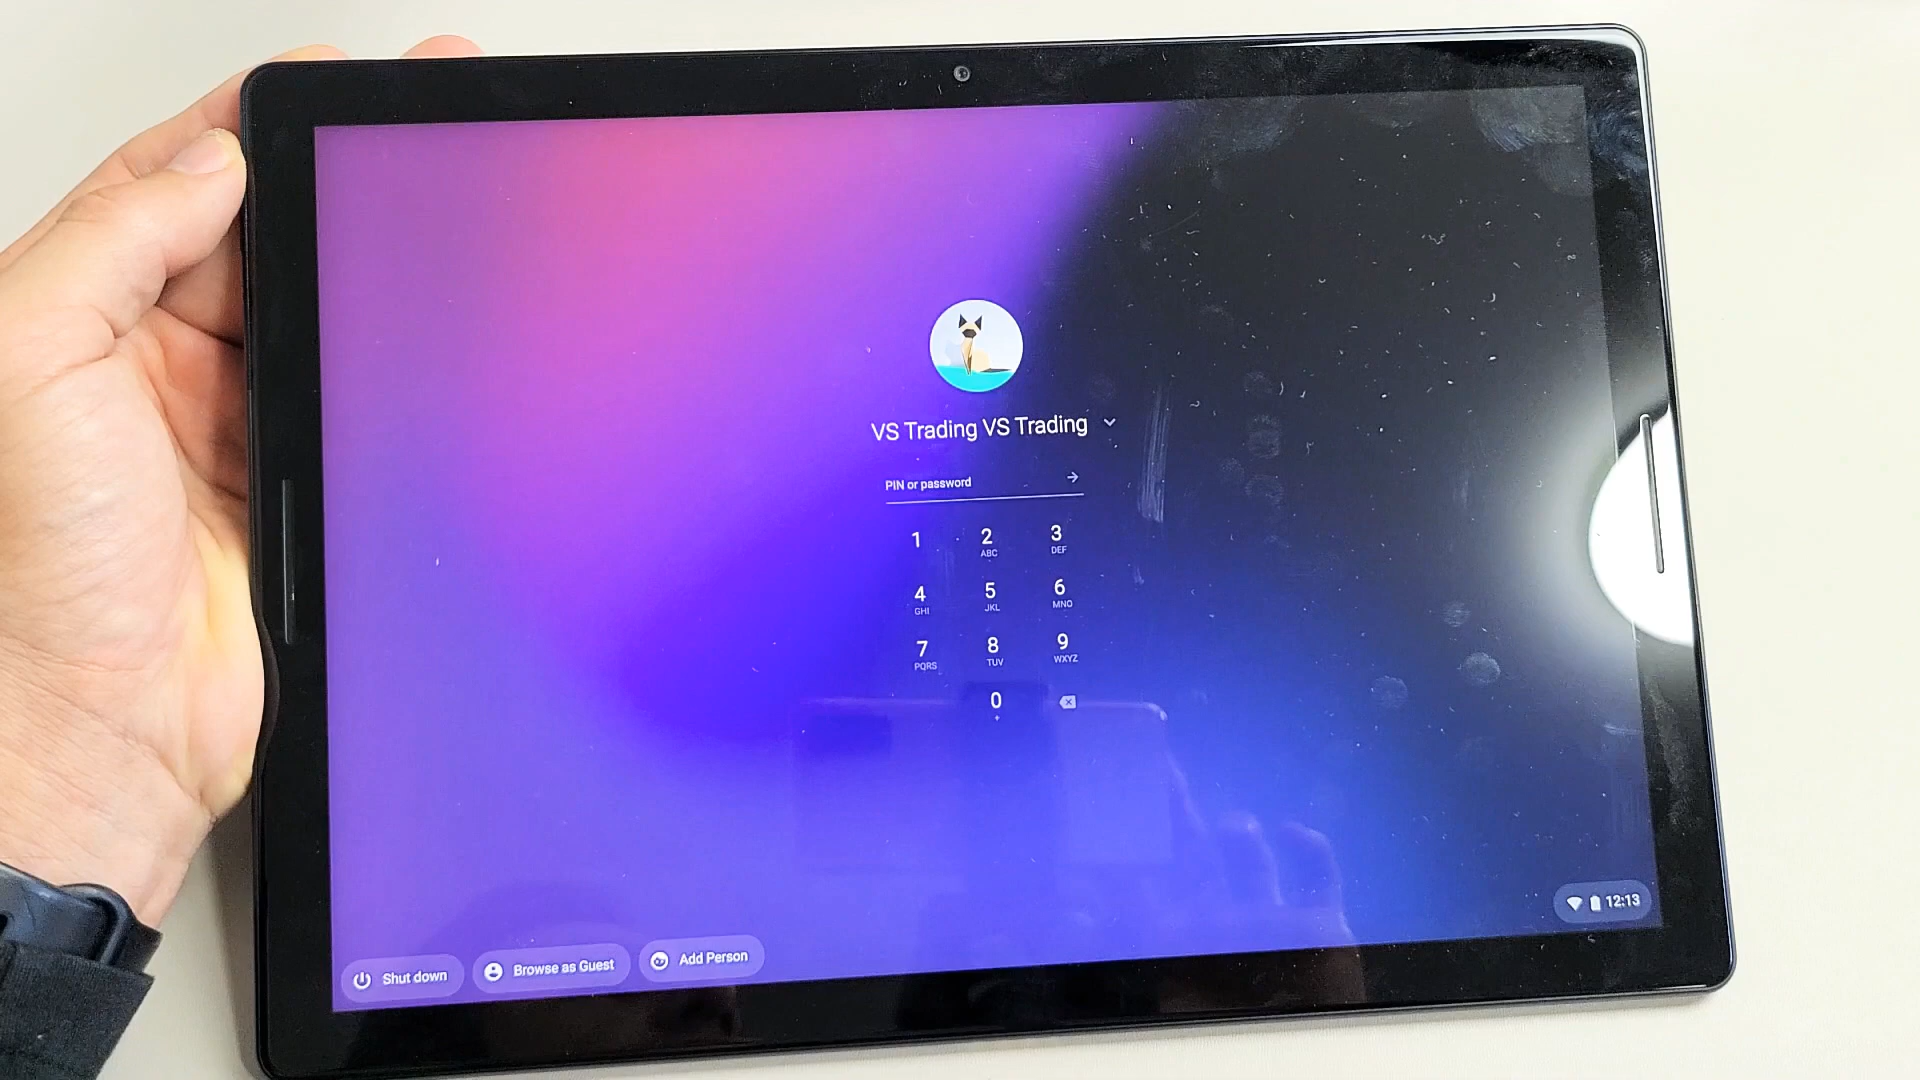 VS Trading VS Trading
PIN or password
1
2
ABC
3
DEF
4
GHI
5
JKL
6
MNO
7
PQRS
8
TUV
9
WXYZ
0
+
12:13
Shut down
Browse as Guest
Add Person